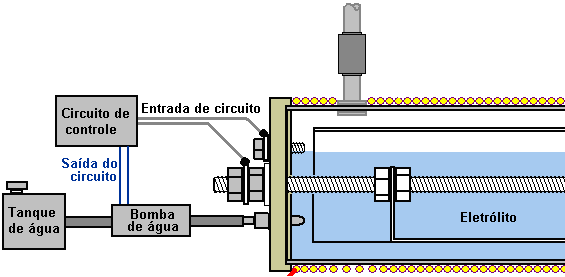 Circuito de
controle
Entrada de circuito
Saída do
circuito
Tanque
de água
Bomba
de água
Eletrólito